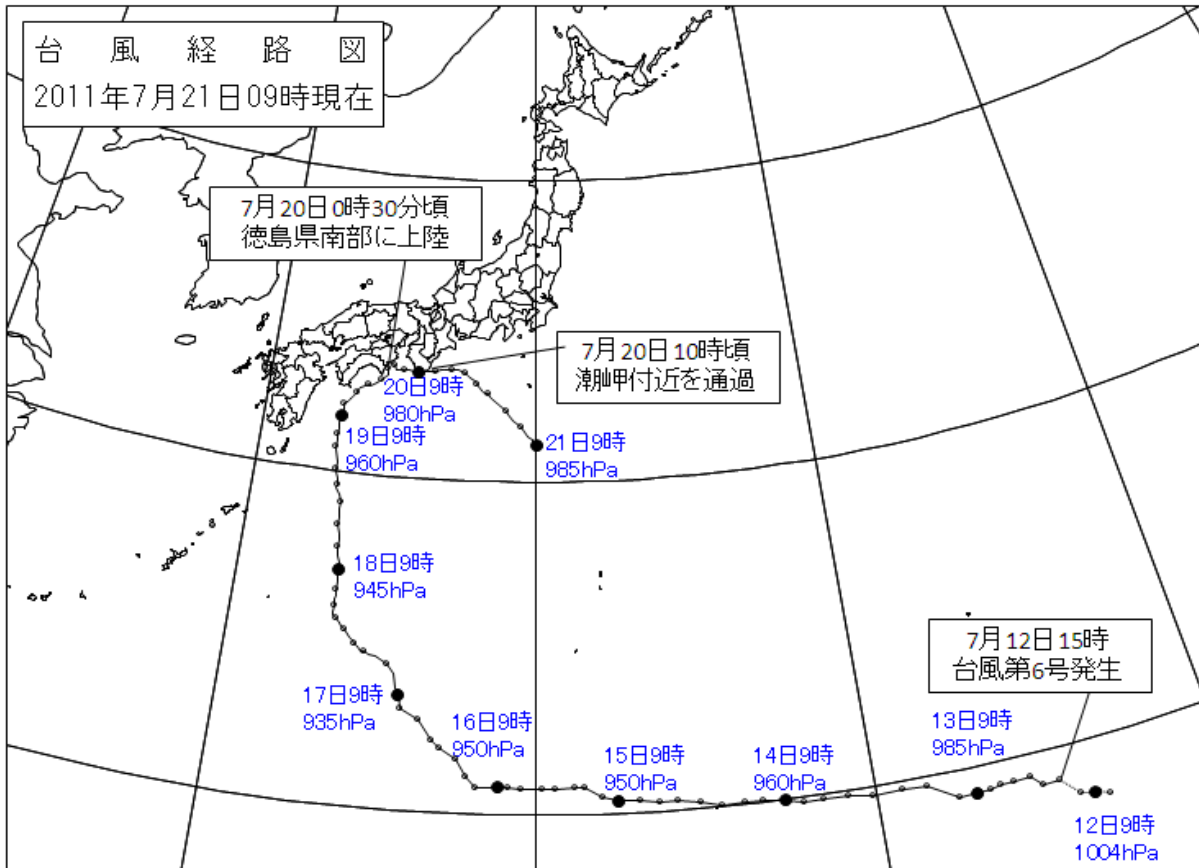 台風経路図
2011年7月21日09時現在
7月20日0時30分頃
徳島県南部に上陸
7月20日10時頃
潮岬付近を通過
20日9時
980hPa
19日9時
960hPa
21日9時
985hPa
18日9時
945hPa
7月12日15時
台風第6号発生
17日9時
935hPa
16日9時
950hPa
15日9時
950hPa
14日9時
960hPa
13日9時
985hPa
12日9時
1004hPa